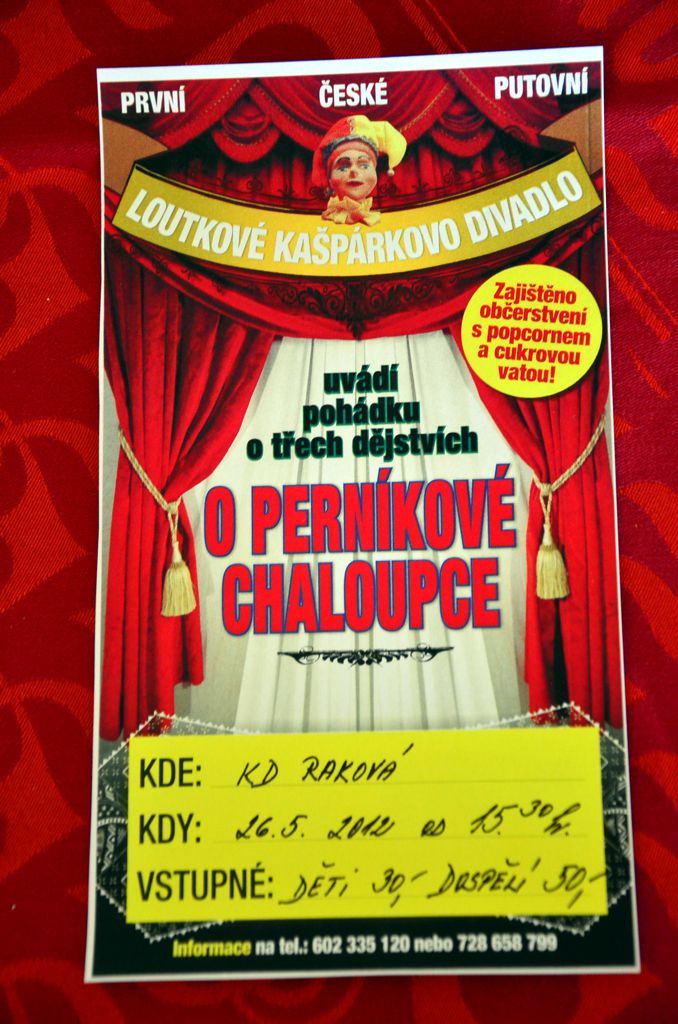 PRVNÍ ČESKÉ PUTOVNÍ
LOUTKOVÉ KAŠPÁRKOVO DIVADLO
Zajištěno
občerstvení
s popcornem
a cukrovou
vatou!
uvádí
pohádku
o třech dějstvích
O PERNÍKOVÉ
CHALOUPCE
KDE: KD RAKOVÁ
KDY: 26.5. 2012 od 15.30 h.
VSTUPNÉ: DĚTI 30,- DOSPĚLÍ 50,-
Informace na tel.: 602 335 120 nebo 728 658 799